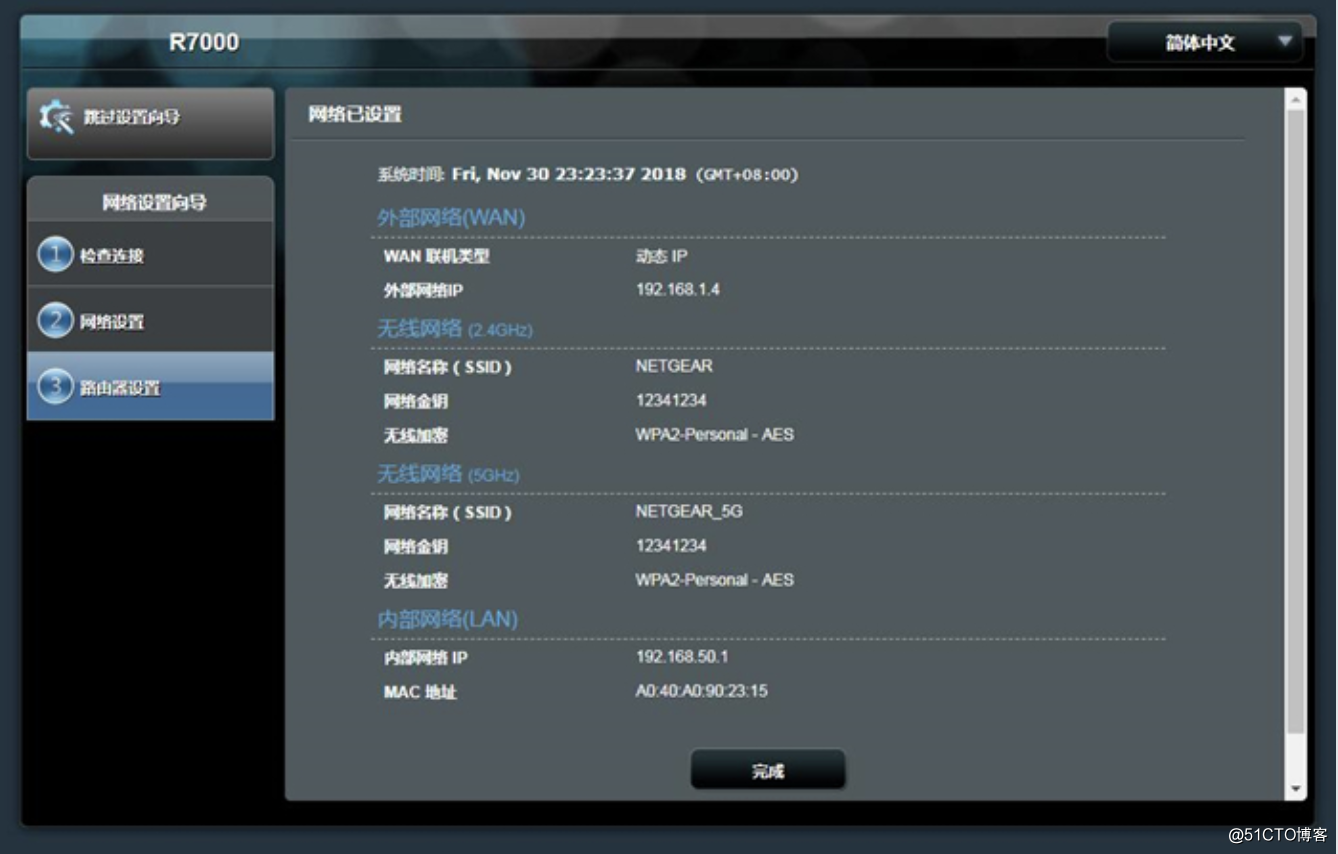 R7000
简体中文
跳过设置向导
网络设置向导
1 检查连接
2 网络设置
3 路由器设置
网络已设置
系统时间: Fri, Nov 30 23:23:37 2018 (GMT+08:00)
外部网络(WAN)
WAN 联机类型 动态 IP
外部网络IP 192.168.1.4
无线网络 (2.4GHz)
网络名称 ( SSID ) NETGEAR
网络金钥 12341234
无线加密 WPA2-Personal - AES
无线网络 (5GHz)
网络名称 ( SSID ) NETGEAR_5G
网络金钥 12341234
无线加密 WPA2-Personal - AES
内部网络(LAN)
内部网络 IP 192.168.50.1
MAC 地址 A0:40:A0:90:23:15
完成
@51CTO博客